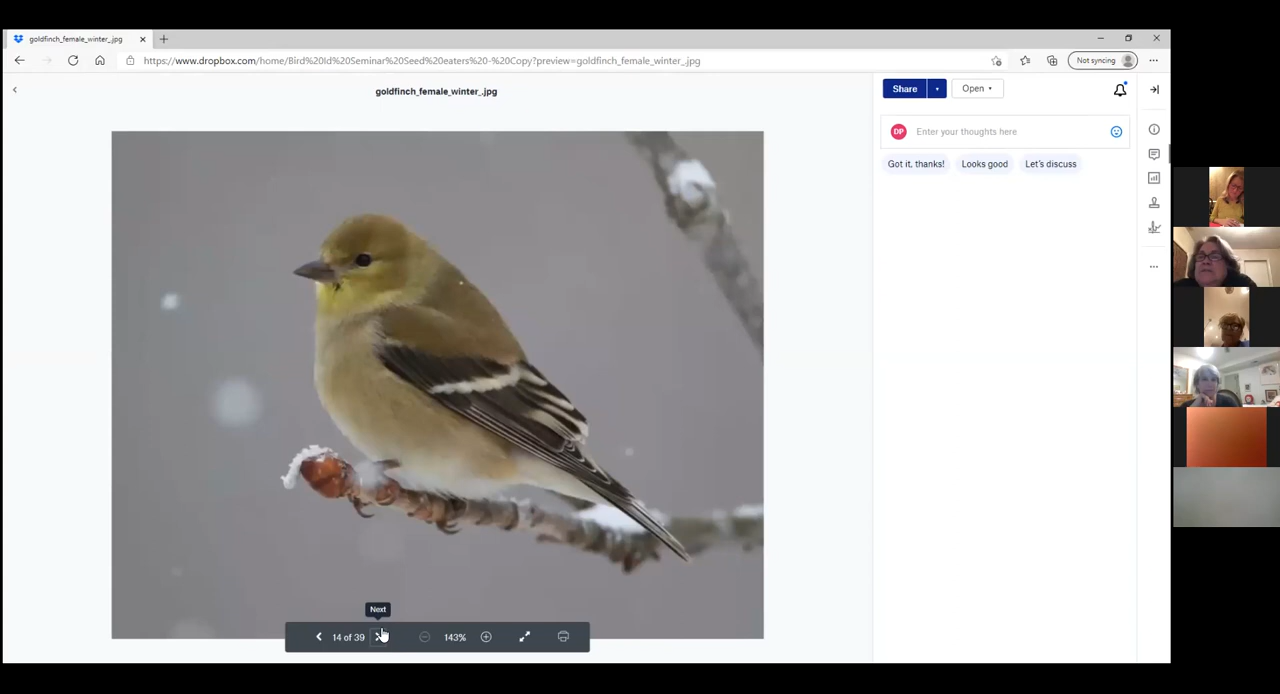 goldfinch_female_winter_.jpg
https://www.dropbox.com/home/Bird%20Id%20Seminar%20Seed%20eaters%20-%20Copy?preview=goldfinch_female_winter_.jpg
Not syncing
goldfinch_female_winter_.jpg
Share
Open
DP
Enter your thoughts here
Got it, thanks!
Looks good
Let's discuss
Next
14 of 39
143%